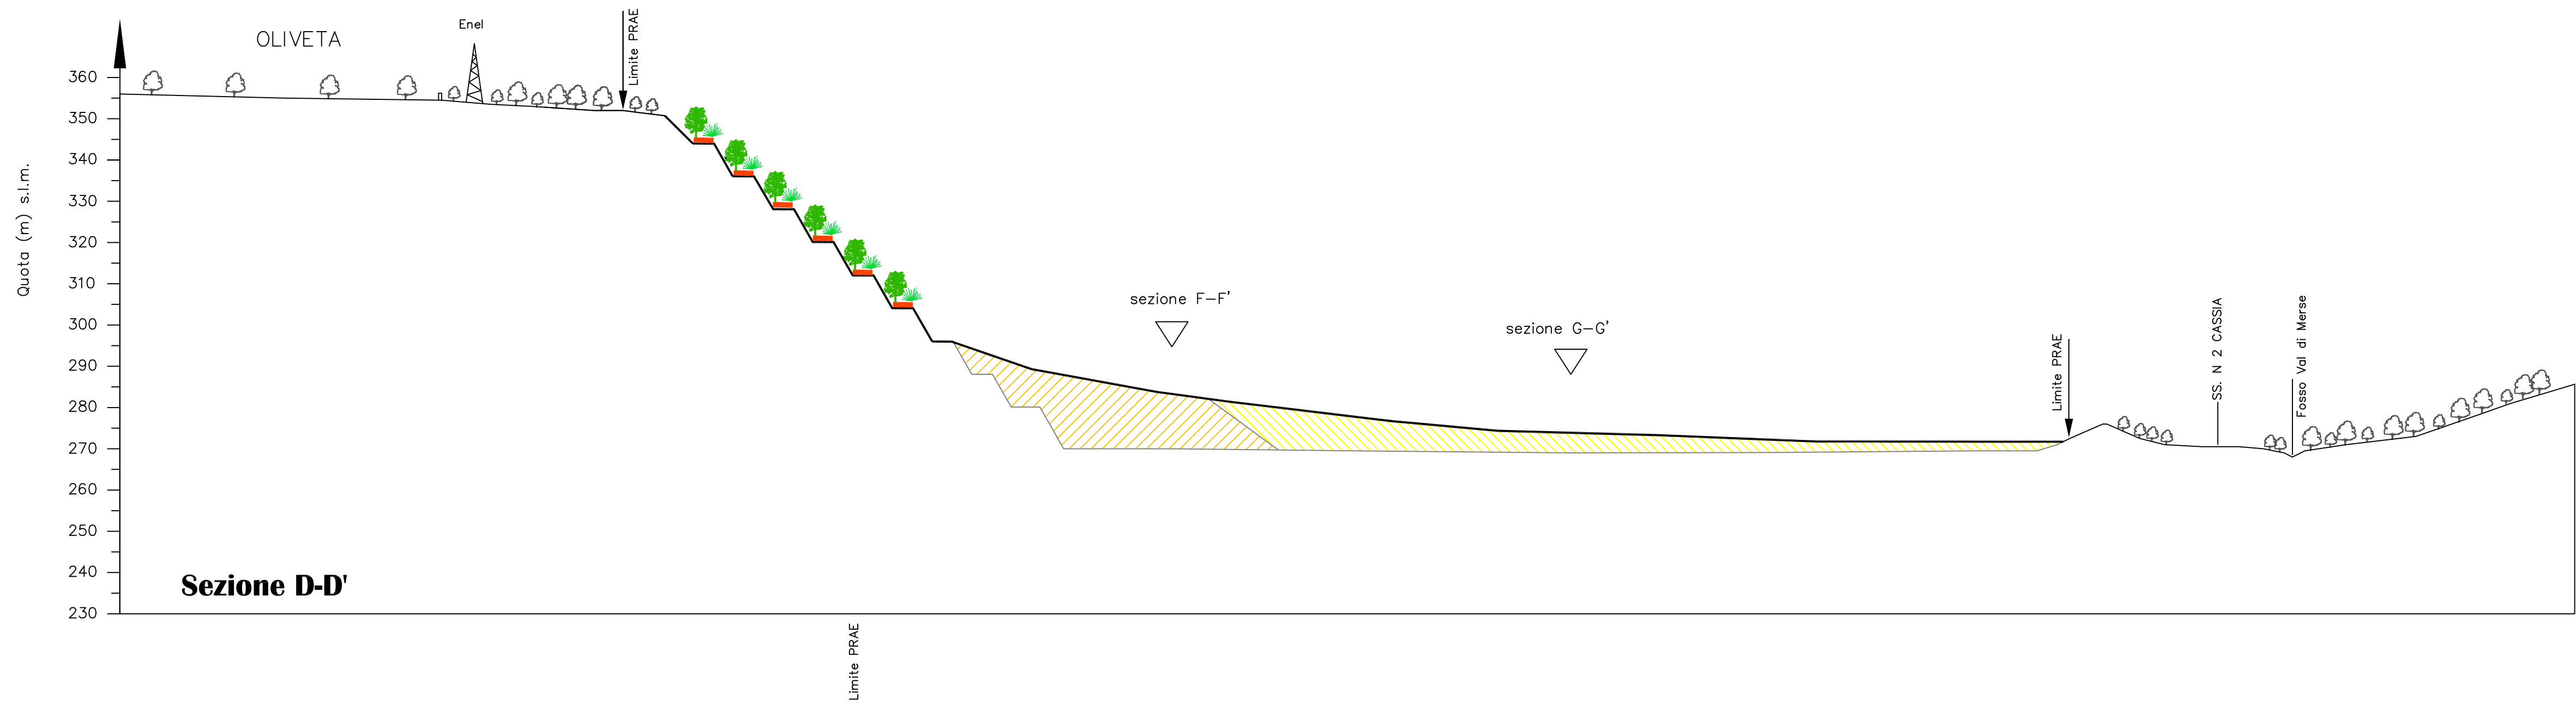 OLIVETA
Enel
Limite PRAE
Quota (m) s.l.m.
360
350
340
330
320
310
300
290
280
270
260
250
240
230
sezione F-F'
sezione G-G'
Limite PRAE
SS. N 2 CASSIA
Fosso Val di Merse
Sezione D-D'
Limite PRAE